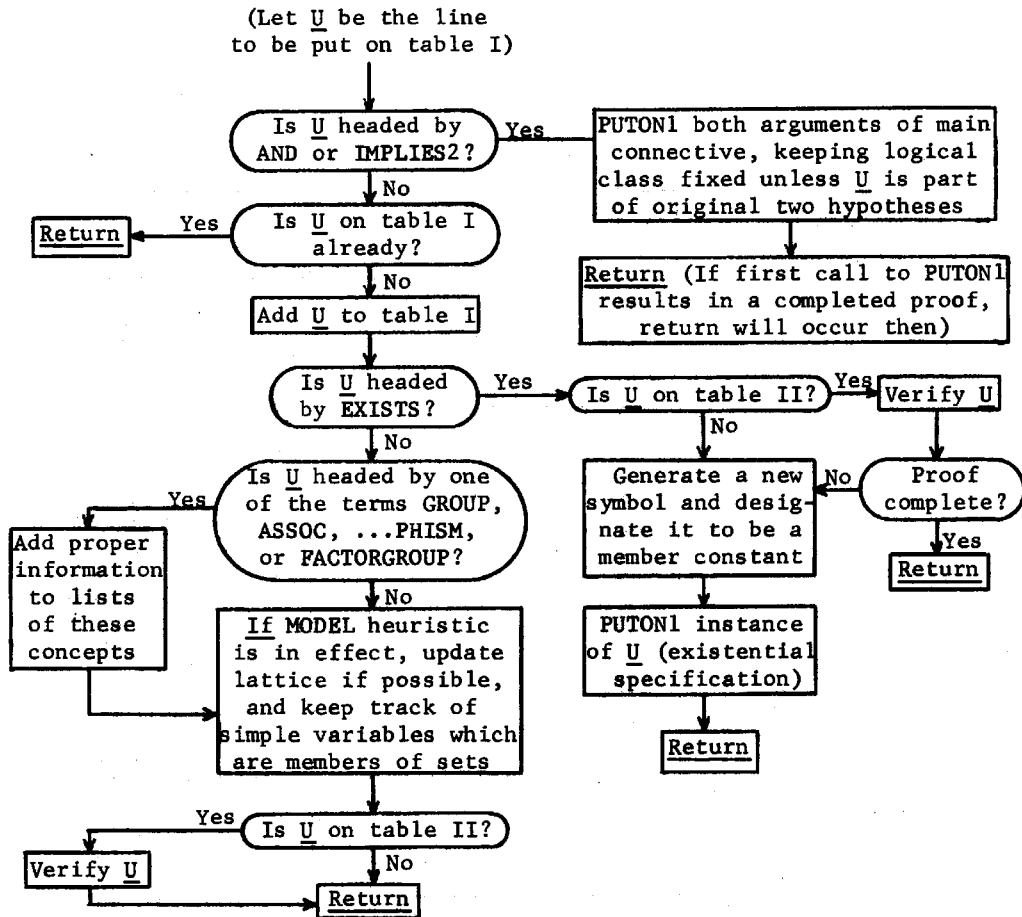 (Let U be the line
to be put on table I)
Is U headed by
AND or IMPLIES2?
Yes
PUTON1 both arguments of main
connective, keeping logical
class fixed unless U is part
of original two hypotheses
No
Return
Yes
Is U on table I
already?
Return (If first call to PUTON1
results in a completed proof,
return will occur then)
No
Add U to table I
Is U headed
by EXISTS?
Yes
Is U on table II?
Yes
Verify U
No
No
Is U headed by one
of the terms GROUP,
ASSOC, ...PHISM,
or FACTORGROUP?
Yes
Generate a new
symbol and desig-
nate it to be a
member constant
No
Proof
complete?
Yes
Return
Add proper
information
to lists
of these
concepts
No
If MODEL heuristic
is in effect, update
lattice if possible,
and keep track of
simple variables which
are members of sets
PUTON1 instance
of U (existential
specification)
Return
Yes
Is U on table II?
Verify U
No
Return